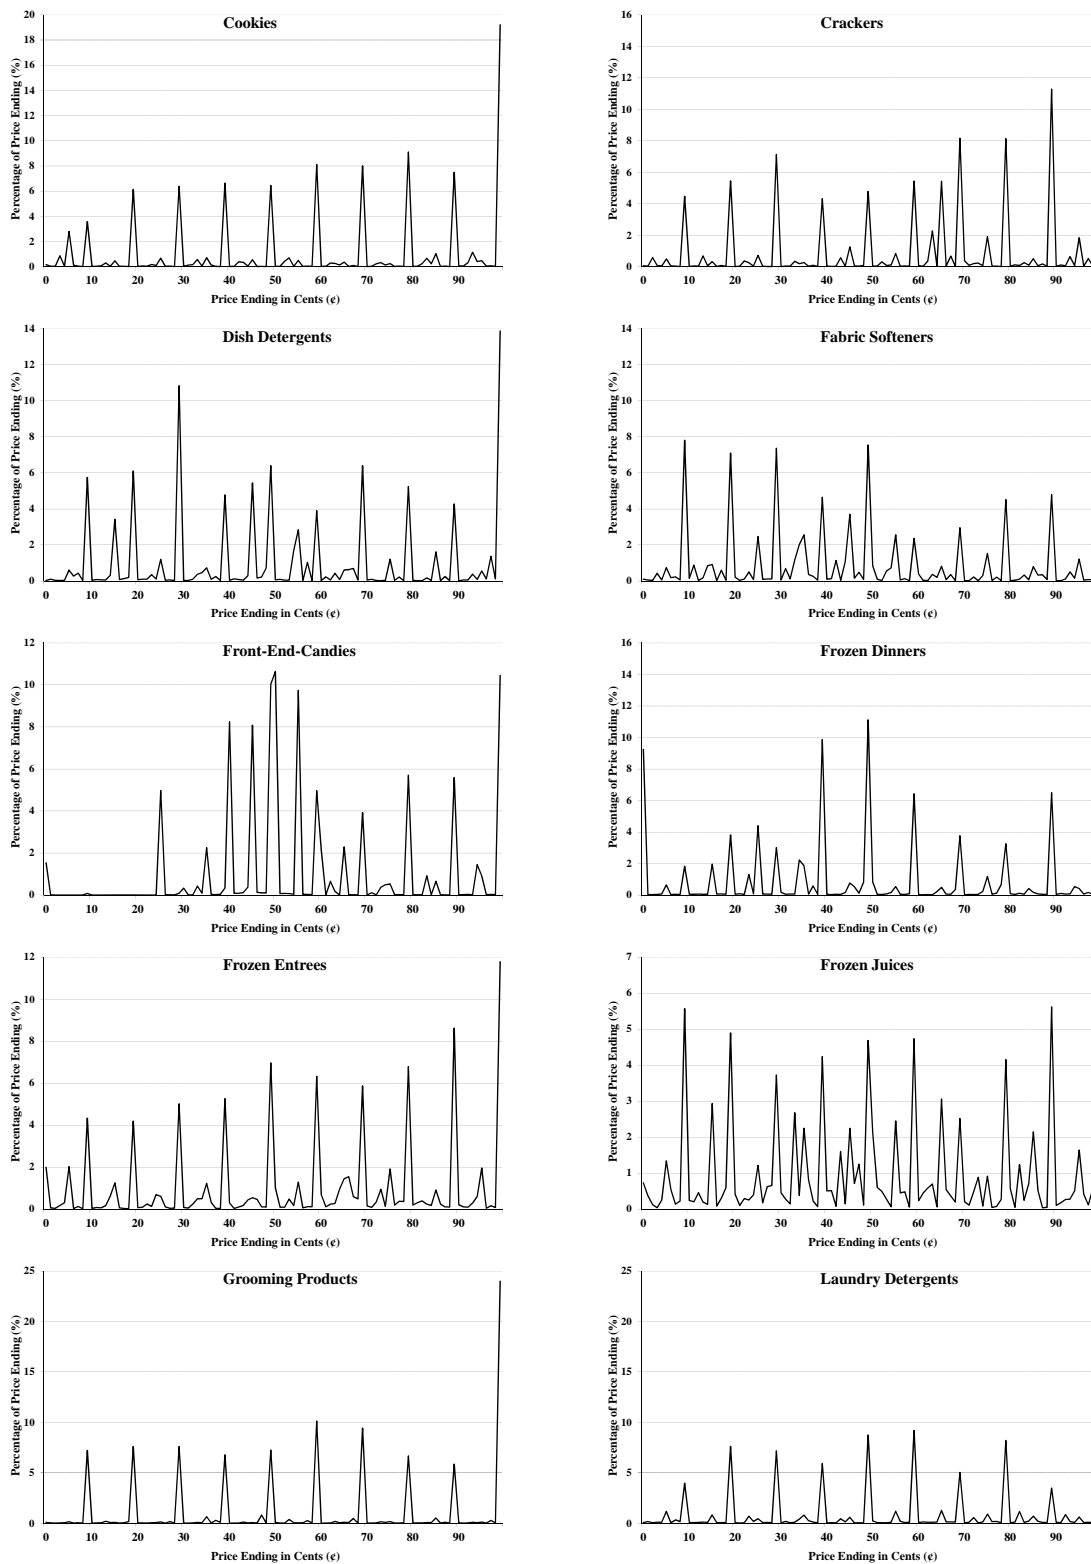 Cookies
Percentage of Price Ending (%)
20
18
16
14
12
10
8
6
4
2
0
0 10 20 30 40 50 60 70 80 90
Price Ending in Cents (¢)
Crackers
Percentage of Price Ending (%)
16
14
12
10
8
6
4
2
0
0 10 20 30 40 50 60 70 80 90
Price Ending in Cents (¢)
Dish Detergents
Percentage of Price Ending (%)
14
12
10
8
6
4
2
0
0 10 20 30 40 50 60 70 80 90
Price Ending in Cents (¢)
Fabric Softeners
Percentage of Price Ending (%)
14
12
10
8
6
4
2
0
0 10 20 30 40 50 60 70 80 90
Price Ending in Cents (¢)
Front-End-Candies
Percentage of Price Ending (%)
12
10
8
6
4
2
0
0 10 20 30 40 50 60 70 80 90
Price Ending in Cents (¢)
Frozen Dinners
Percentage of Price Ending (%)
16
14
12
10
8
6
4
2
0
0 10 20 30 40 50 60 70 80 90
Price Ending in Cents (¢)
Frozen Entrees
Percentage of Price Ending (%)
12
10
8
6
4
2
0
0 10 20 30 40 50 60 70 80 90
Price Ending in Cents (¢)
Frozen Juices
Percentage of Price Ending (%)
7
6
5
4
3
2
1
0
0 10 20 30 40 50 60 70 80 90
Price Ending in Cents (¢)
Grooming Products
Percentage of Price Ending (%)
25
20
15
10
5
0
0 10 20 30 40 50 60 70 80 90
Price Ending in Cents (¢)
Laundry Detergents
Percentage of Price Ending (%)
25
20
15
10
5
0
0 10 20 30 40 50 60 70 80 90
Price Ending in Cents (¢)